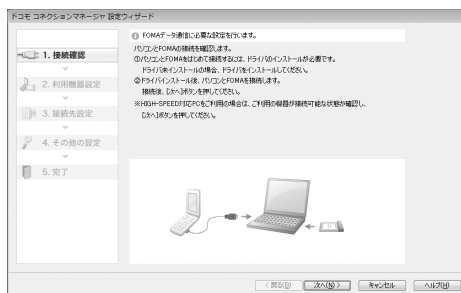 ドコモ コネクションマネージャ 設定ウィザード
FOMAデータ通信に必要な設定を行います。
パソコンとFOMAの接続を確認します。
①パソコンとFOMAをはじめて接続するには、ドライバのインストールが必要です。
ドライバ未インストールの場合、ドライバをインストールしてください。
②ドライバインストール後、パソコンとFOMAを接続します。
接続後、[次へ]ボタンを押してください。
※HIGH-SPEED対応PCをご利用の場合は、ご利用の機器が接続可能な状態か確認し、
[次へ]ボタンを押してください。
1. 接続確認
2. 利用機器設定
3. 接続先設定
4. その他の設定
5. 完了
< 戻る(B)
次へ(N) >
キャンセル
ヘルプ(H)